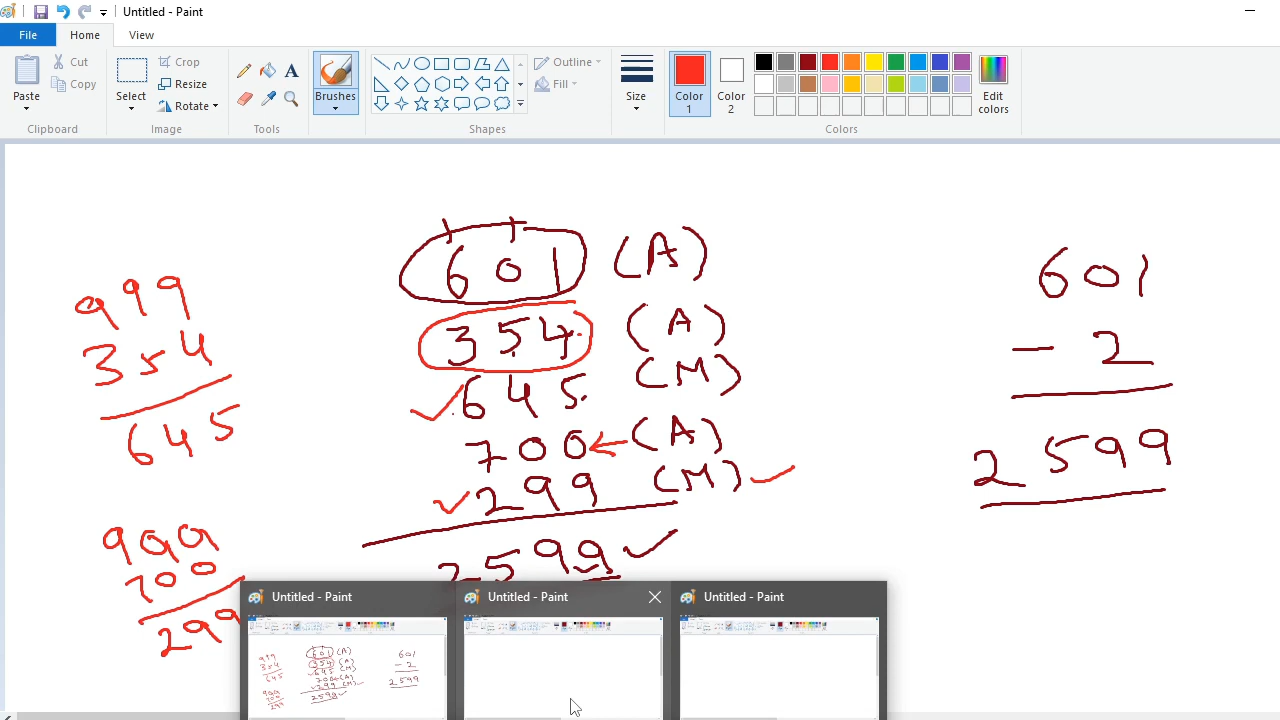 Untitled - Paint
File
Home
View
Paste
Cut
Copy
Clipboard
Select
Crop
Resize
Rotate
Image
Tools
Brushes
Shapes
Outline
Fill
Size
Color 1
Color 2
Edit colors
Colors
999
354
645
999
700
299
601 (A)
354 (A)
645 (M)
700 (A)
299 (M)
2599
601
- 2
2599
Untitled - Paint
Untitled - Paint
Untitled - Paint